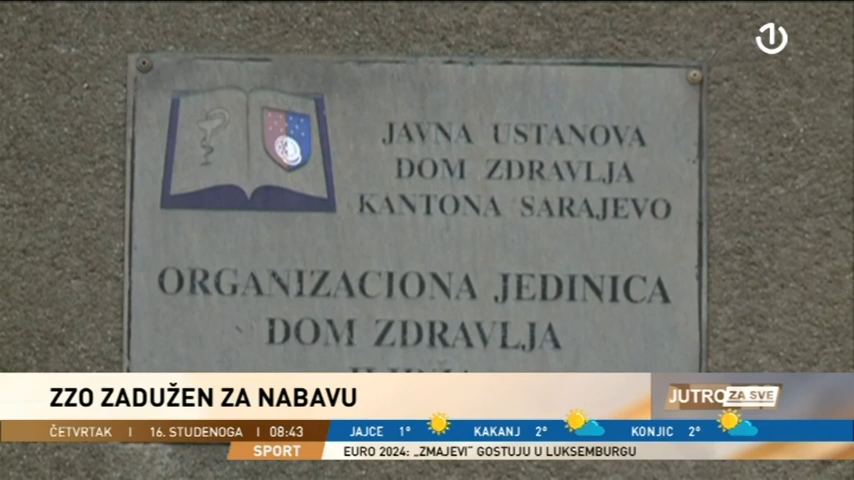 JAVNA USTANOVA
DOM ZDRAVLJA
KANTONA SARAJEVO
ORGANIZACIONA JEDINICA
DOM ZDRAVLJA
ZZO ZADUŽEN ZA NABAVU
JUTRO ZA SVE
ČETVRTAK | 16. STUDENOGA | 08:43 JAJCE 1° KAKANJ 2° KONJIC 2°
SPORT EURO 2024: „ZMAJEVI” GOSTUJU U LUKSEMBURGU